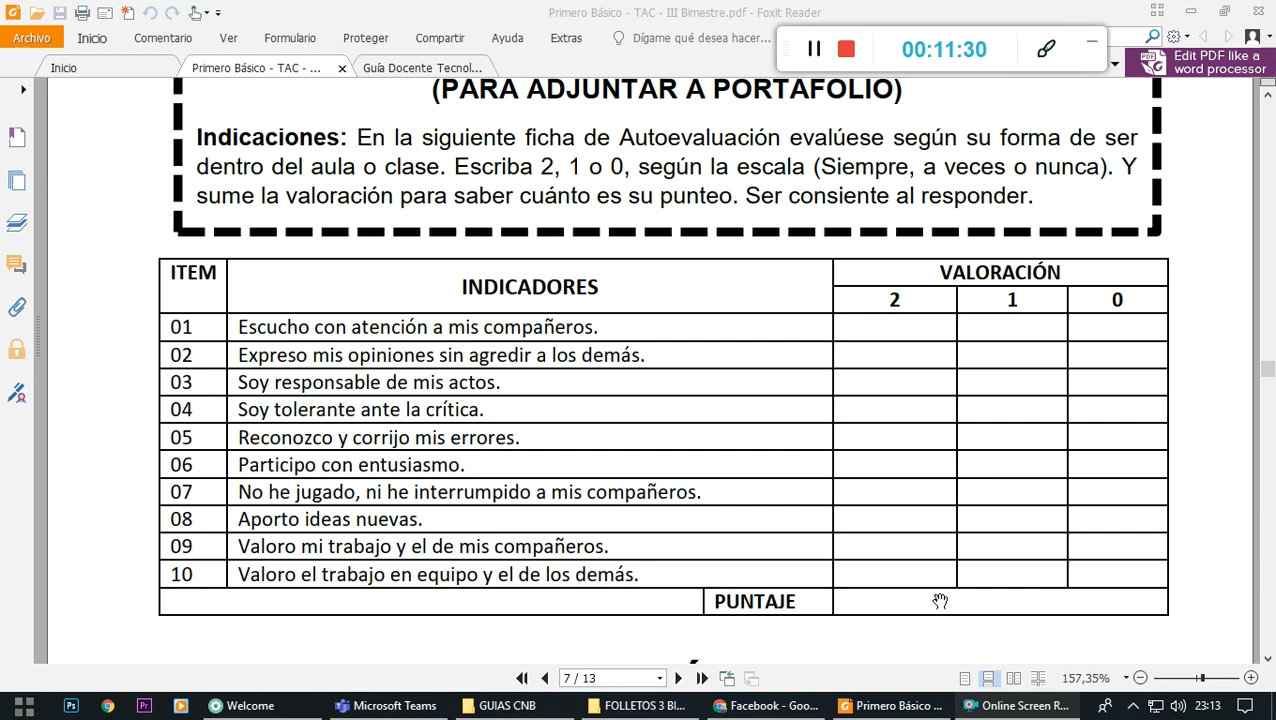 Primero Básico - TAC - III Bimestre.pdf - Foxit Reader
Archivo Inicio Comentario Ver Formulario Proteger Compartir Ayuda Extras Dígame qué desea hacer...
00:11:30
Edit PDF like a
word processor
Inicio Primero Básico - TAC - ... Guía Docente Tecnol...
(PARA ADJUNTAR A PORTAFOLIO)
Indicaciones: En la siguiente ficha de Autoevaluación evalúese según su forma de ser
dentro del aula o clase. Escriba 2, 1 o 0, según la escala (Siempre, a veces o nunca). Y
sume la valoración para saber cuánto es su punteo. Ser consiente al responder.
ITEM INDICADORES VALORACIÓN
2 1 0
01 Escucho con atención a mis compañeros.
02 Expreso mis opiniones sin agredir a los demás.
03 Soy responsable de mis actos.
04 Soy tolerante ante la crítica.
05 Reconozco y corrijo mis errores.
06 Participo con entusiasmo.
07 No he jugado, ni he interrumpido a mis compañeros.
08 Aporto ideas nuevas.
09 Valoro mi trabajo y el de mis compañeros.
10 Valoro el trabajo en equipo y el de los demás.
PUNTAJE
7 / 13 157,35%
Ps Pr Welcome Microsoft Teams GUIAS CNB FOLLETOS 3 BI... Facebook - Goo... Primero Básico ... Online Screen R... 23:13